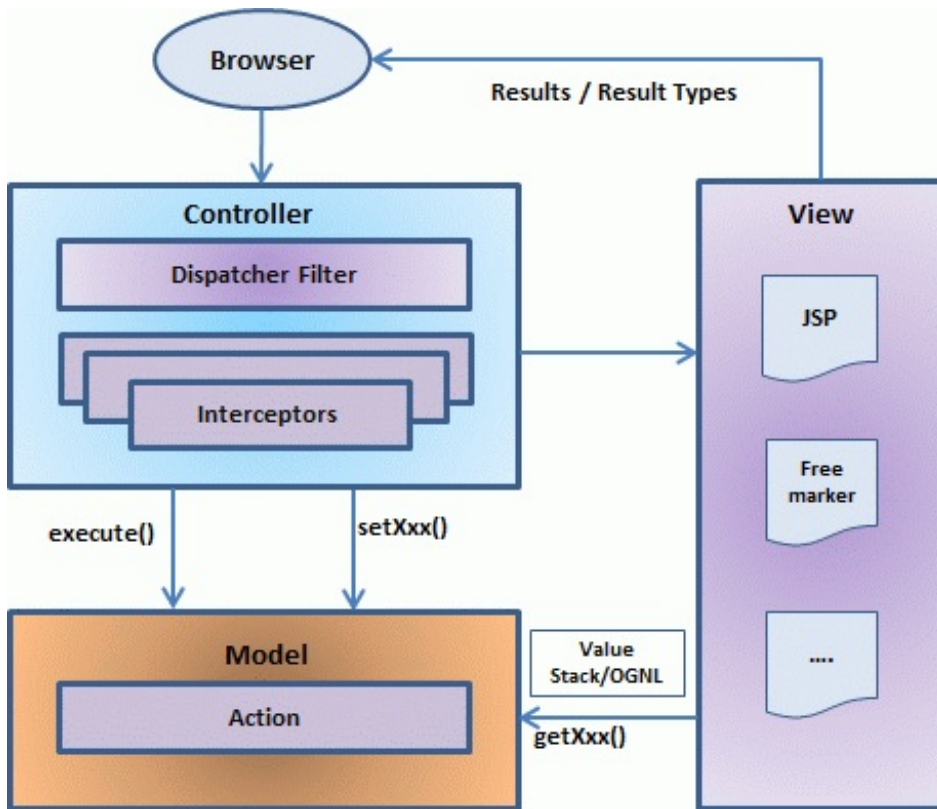 Browser
Results / Result Types
Controller
View
Dispatcher Filter
JSP
Interceptors
Free
marker
execute()
setXxx()
Model
Value
Stack/OGNL
....
Action
getXxx()